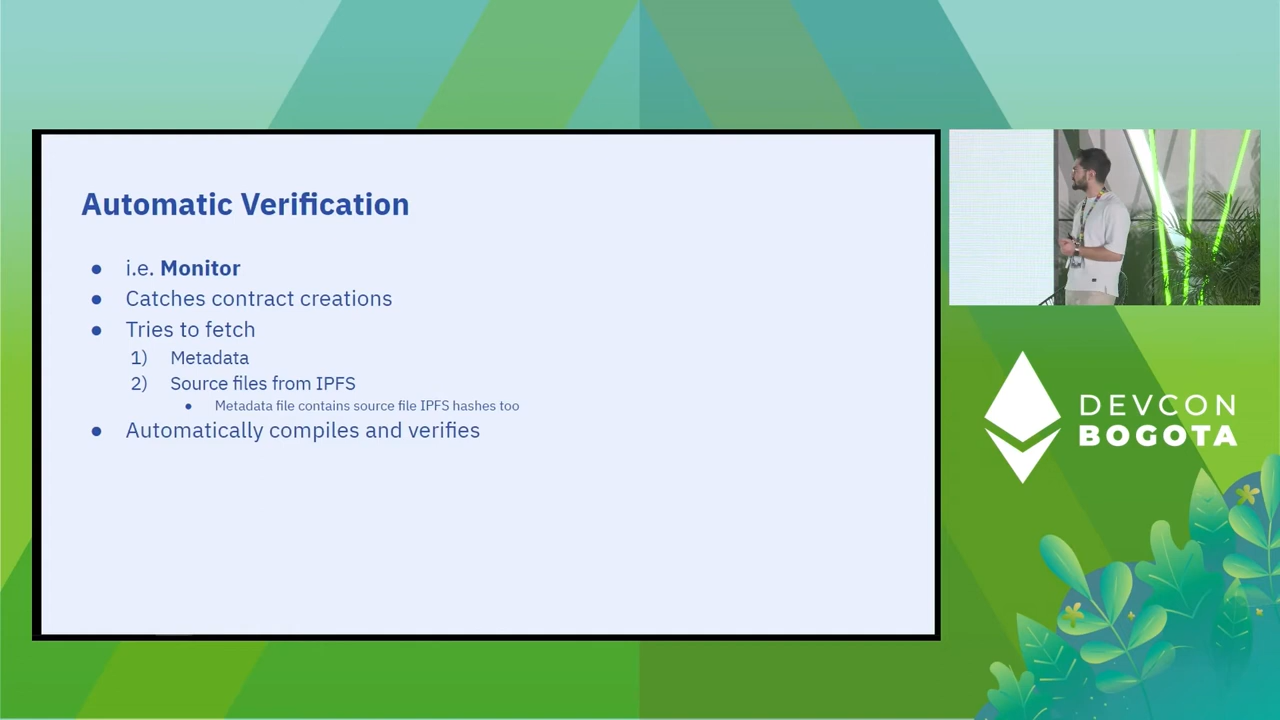 Automatic Verification
● i.e. Monitor
● Catches contract creations
● Tries to fetch
1) Metadata
2) Source files from IPFS
● Metadata file contains source file IPFS hashes too
● Automatically compiles and verifies
DEVCON
BOGOTA